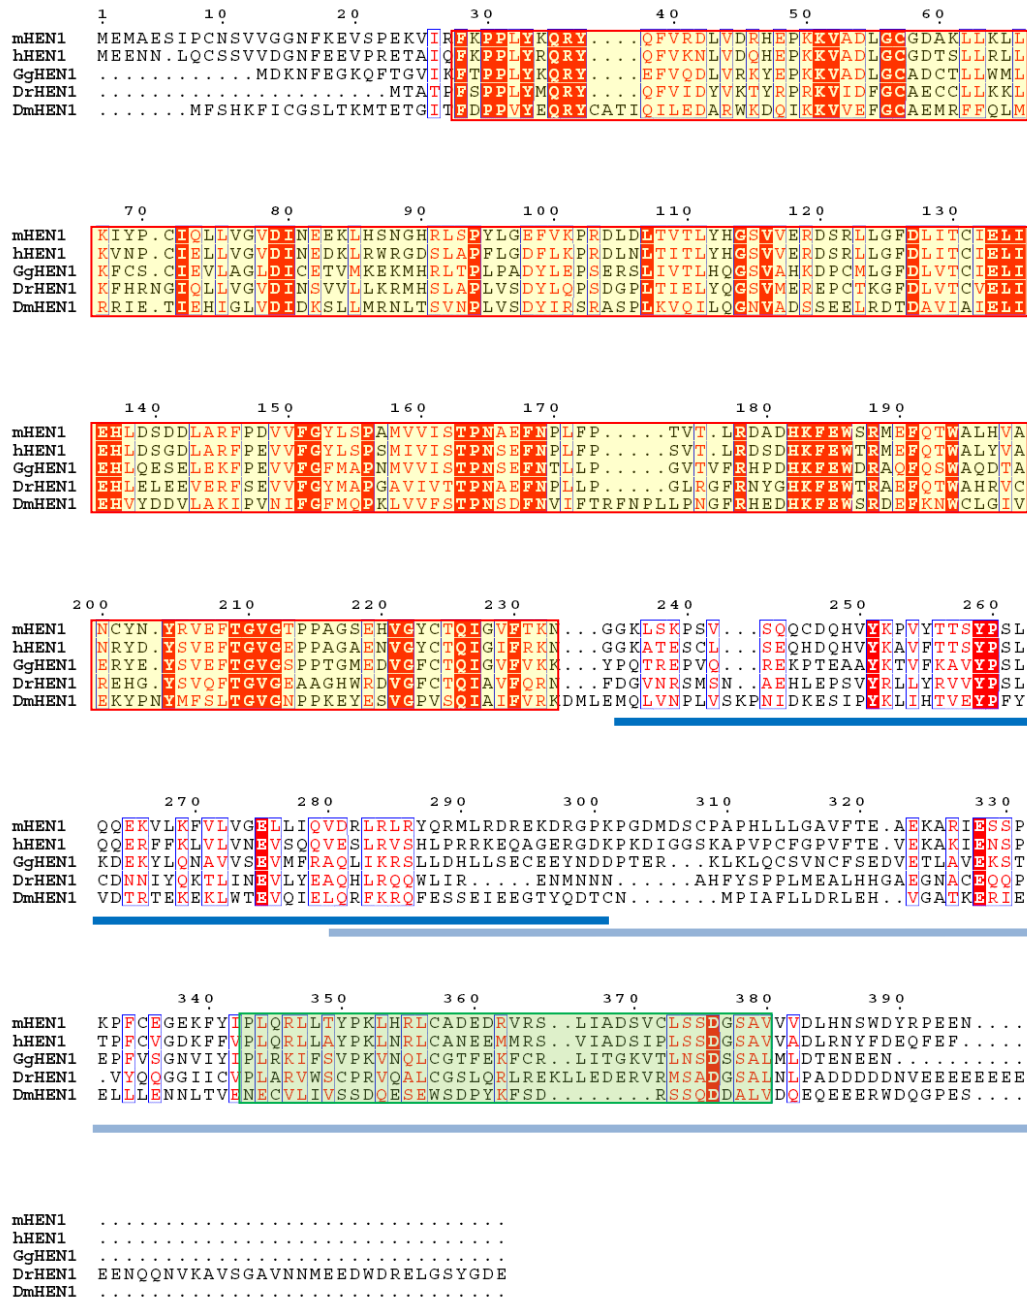 1 10 20 30 40 50 60
mHEN1 MEMAESIPCNSVVGGNFKEVSPEKVIRFKPPLYKQRY....QFVRDLVDRHEPKKVADLGCGDAKLLKLL
hHEN1 MEENN.LQCSSVVDGNFEEVPRETAIQFKPPLYRQRY....QFVKNLVDQHEPKKVADLGCGDTSLLRLL
GgHEN1 ............MDKNFEGKQFTGVIKFTPPLYKQRY....EFVQDLVRKYEPKKVADLGCADCTLLWML
DrHEN1 ......................MTATPFSPPLYMQRY....QFVIDYVKTYRPRKVIDFGCAECCLLKKL
DmHEN1 .......MFSHKFICGSLTKMTETGITFDPPVYEQRYCATIQILEDARWKDQIKKVVEFGCAEMRFFQLM
70 80 90 100 110 120 130
mHEN1 KIYP.CIQLLVGVDINEEKLHSNGHRLSPYLGEFVKPRDLDLTVTLYHGSVVERDSRLLGFDLITCIELI
hHEN1 KVNP.CIELLVGVDINEDKLRWRGDSLAPFLGDFLKPRDLNLTITLYHGSVVERDSRLLGFDLITCIELI
GgHEN1 KFCS.CIEVLAGLDICETVMKEKMHRLTPLPADYLEPSERSLIVTLHQGSVAHKDPCMLGFDLVTCIELI
DrHEN1 KFHRNGIQLLVGVDINSVVLLKRMHSLAPLVSDYLQPSDGPLTIELYQGSVMEREPCTKGFDLVTCVELI
DmHEN1 RRIE.TIEHIGLVDIDKSLLMRNLTSVNPLVSDYIRSRASPLKVQILQGNVADSSEELRDTDAVIAIELI
140 150 160 170 180 190
mHEN1 EHLDSDDLARFPDVVFGYLSPAMVVISTPNAEFNPLFP.....TVT.LRDADHKFEWSRMEFQTWALHVA
hHEN1 EHLDSGDLARFPEVVFGYLSPSMIVISTPNSEFNPLFP.....SVT.LRDSDHKFEWTRMEFQTWALYVA
GgHEN1 EHLQESELEKFPEVVFGFMAPNMVVISTPNSEFNTLLP.....GVTVFRHPDHKFEWDRAQFQSWAQDTA
DrHEN1 EHLELEEVERFSEVVFGYMAPGAVIVTTPNAEFNPLLP.....GLRGFRNYGHKFEWTRAEFQTWAHRVC
DmHEN1 EHVYDDVLAKIPVNIFGFMQPKLVVFSTPNSDFNVIFTRFNPLLPNGFRHEDHKFEWSRDEFKNWCLGIV
200 210 220 230 240 250 260
mHEN1 NCYN.YRVEFTGVGTPPAGSEHVGYCTQIGVFTKN...GGKLSKPSV...SQQCDQHVYKPVYTTSYPSL
hHEN1 NRYD.YSVEFTGVGEPPAGAENVGYCTQIGIFRKN...GGKATESCL...SEQHDQHVYKAVFTTSYPSL
GgHEN1 ERYE.YSVEFTGVGSPPTGMEDVGFCTQIGVFVKK...YPQTREPVQ...REKPTEAAYKTVFKAVYPSL
DrHEN1 REHG.YSVQFTGVGEAAGHWRDVGFCTQIAVFQRN...FDGVNRSMSN..AEHLEPSVYRLLYRVVYPSL
DmHEN1 EKYPNYMFSLTGVGNPPKEYESVGPVSQIAIFVRKDMLEMQLVNPLVSKPNIDKESIPYKLIHTVEYPFY
270 280 290 300 310 320 330
mHEN1 QQEKVLKFVLVGELLIQVDRLRLRYQRMLRDREKDRGPKPGDMDSCPAPHLLLGAVFTE.AEKARIESSP
hHEN1 QQERFFKLVLVNEVSQQVESLRVSHLPRRKEQAGERGDKPKDIGGSKAPVPCFGPVFTE.VEKAKIENSP
GgHEN1 KDEKYLQNAVVSEVMFRAQLIKRSLLDHLLSECEEYNDDPTER...KLKLQCSVNCFSEDVETLAVEKST
DrHEN1 CDNNIYQKTLINEVLYEAQHLRQQWLIR.....ENMNNN......AHFYSPPLMEALHHGAEGNACEQQP
DmHEN1 VDTRTEKEKLWTEVQIELQRFKRQFESSEIEEGTYQDTCN.......MPIAFLLDRLEH..VGATKERIE
340 350 360 370 380 390
mHEN1 KPFCEGEKFYIPLQRLLTYPKLHRLCADEDRVRS..LIADSVCLSSDGSAVVVDLHNSWDYRPEEN....
hHEN1 TPFCVGDKFFVPLQRLLAYPKLNRLCANEEMMRS..VIADSIPLSSDGSAVVADLRNYFDEQFEF.....
GgHEN1 EPFVSGNVIYIPLRKIFSVPKVNQLCGTFEKFCR..LITGKVTLNSDSSALMLDTENEEN..........
DrHEN1 .VYQQGGIICVPLARVWSCPRVQALCGSLQRLREKLLEDERVRMSADGSALNLPADDDDDNVEEEEEEEE
DmHEN1 ELLLENNLTVENECVLIVSSDQESEWSDPYKFSD.......RSSQDDALVDQEQEEERWDQGPES....
mHEN1 ...............................
hHEN1 ...............................
GgHEN1 ...............................
DrHEN1 EENQQNVKAVSGAVNNMEEDWDRELGSYGDE
DmHEN1 ...............................